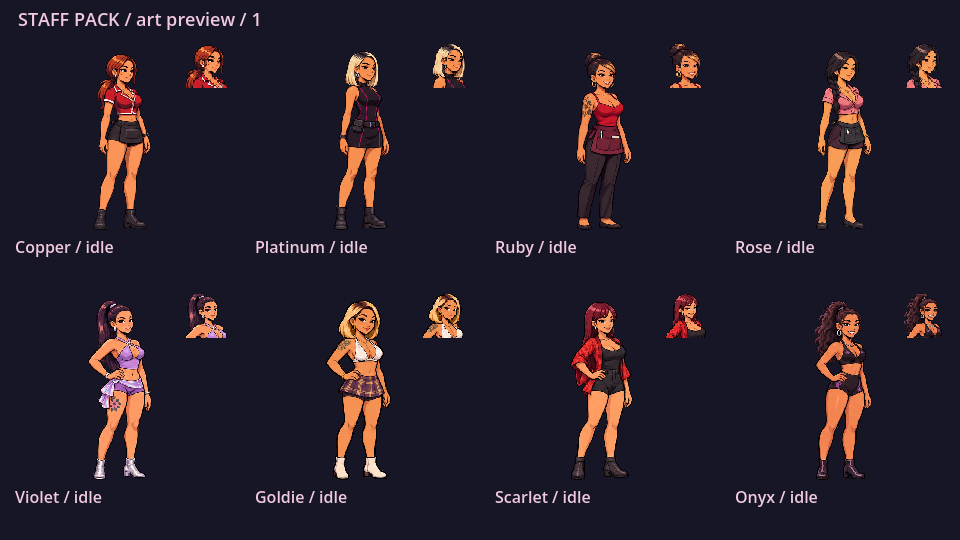 STAFF PACK / art preview / 1
Copper / idle
Platinum / idle
Ruby / idle
Rose / idle
Violet / idle
Goldie / idle
Scarlet / idle
Onyx / idle